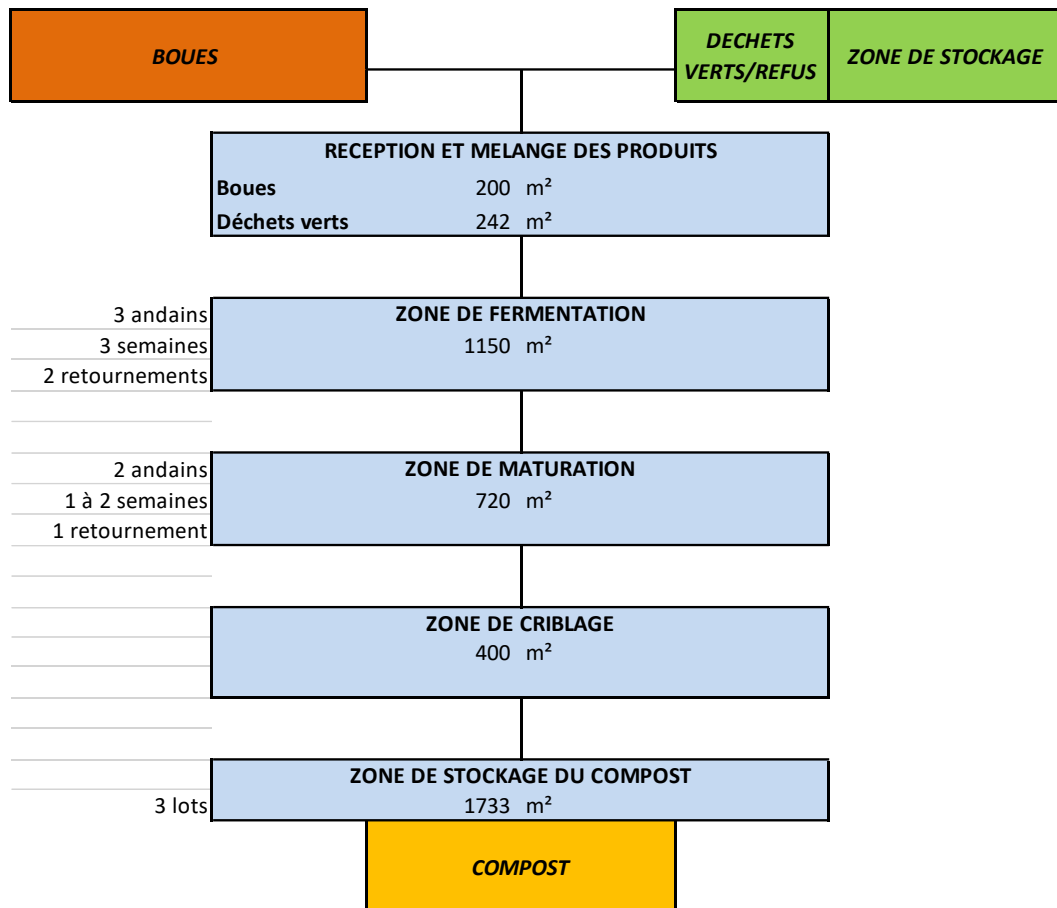 BOUES
DECHETS
VERTS/REFUS
ZONE DE STOCKAGE
RECEPTION ET MELANGE DES PRODUITS
Boues 200 m²
Déchets verts 242 m²
3 andains
3 semaines
2 retournements
ZONE DE FERMENTATION
1150 m²
2 andains
1 à 2 semaines
1 retournement
ZONE DE MATURATION
720 m²
ZONE DE CRIBLAGE
400 m²
ZONE DE STOCKAGE DU COMPOST
3 lots
1733 m²
COMPOST